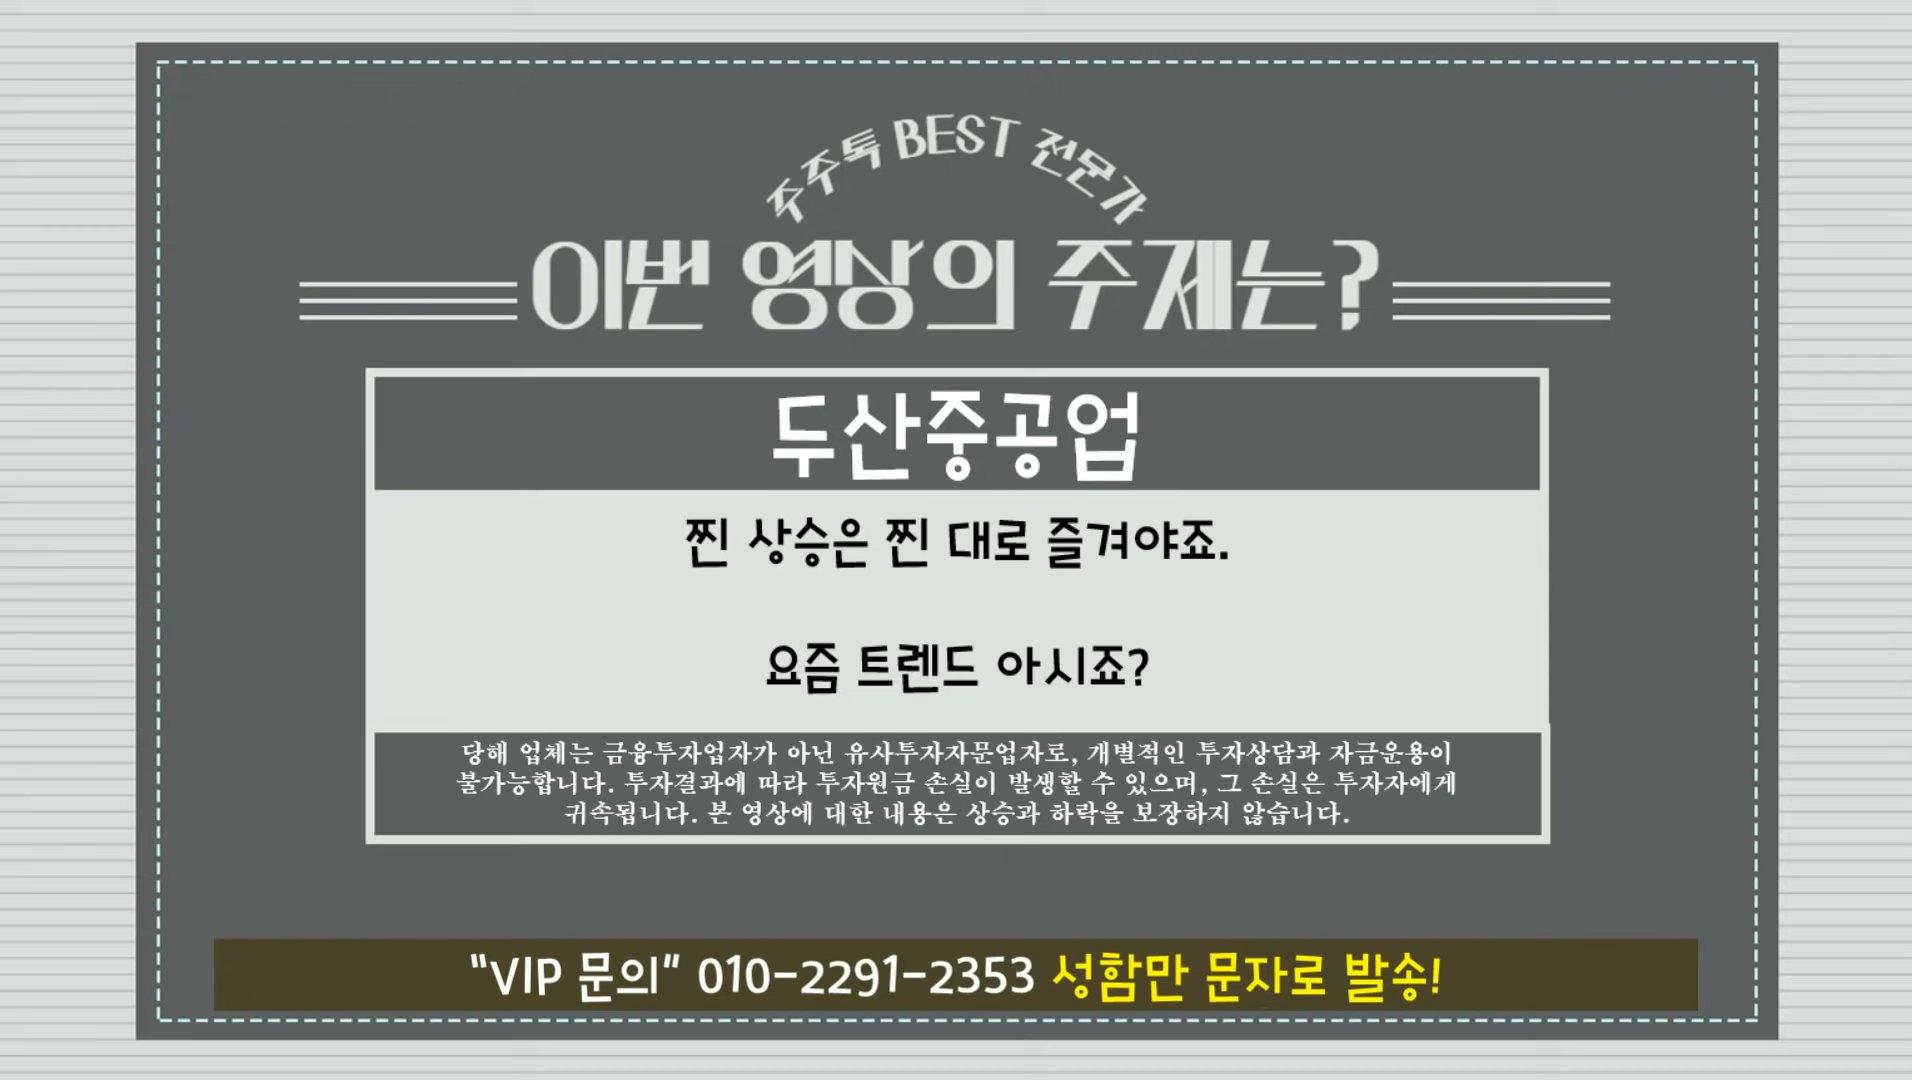 주주톡 BEST 전문가
이번 영상의 주제는?
두산중공업
찐 상승은 찐 대로 즐겨야죠.
요즘 트렌드 아시죠?
당해 업체는 금융투자업자가 아닌 유사투자자문업자로, 개별적인 투자상담과 자금운용이
불가능합니다. 투자결과에 따라 투자원금 손실이 발생할 수 있으며, 그 손실은 투자자에게
귀속됩니다. 본 영상에 대한 내용은 상승과 하락을 보장하지 않습니다.
"VIP 문의" 010-2291-2353 성함만 문자로 발송!